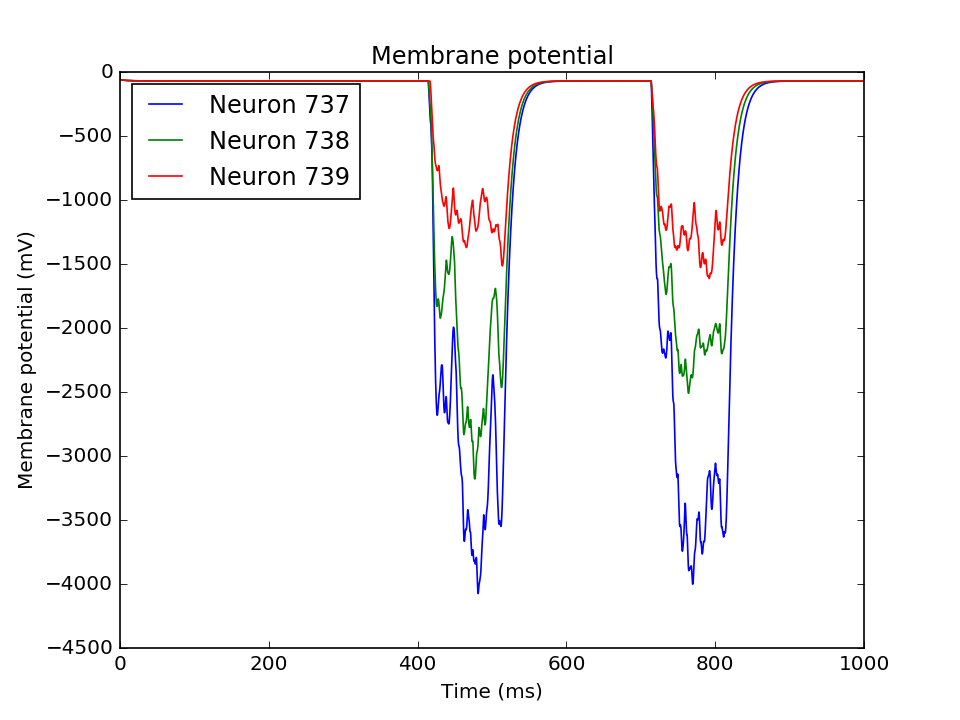 Membrane potential
0
−500
−1000
−1500
−2000
−2500
−3000
−3500
−4000
−4500
Membrane potential (mV)
Neuron 737
Neuron 738
Neuron 739
0 200 400 600 800 1000
Time (ms)